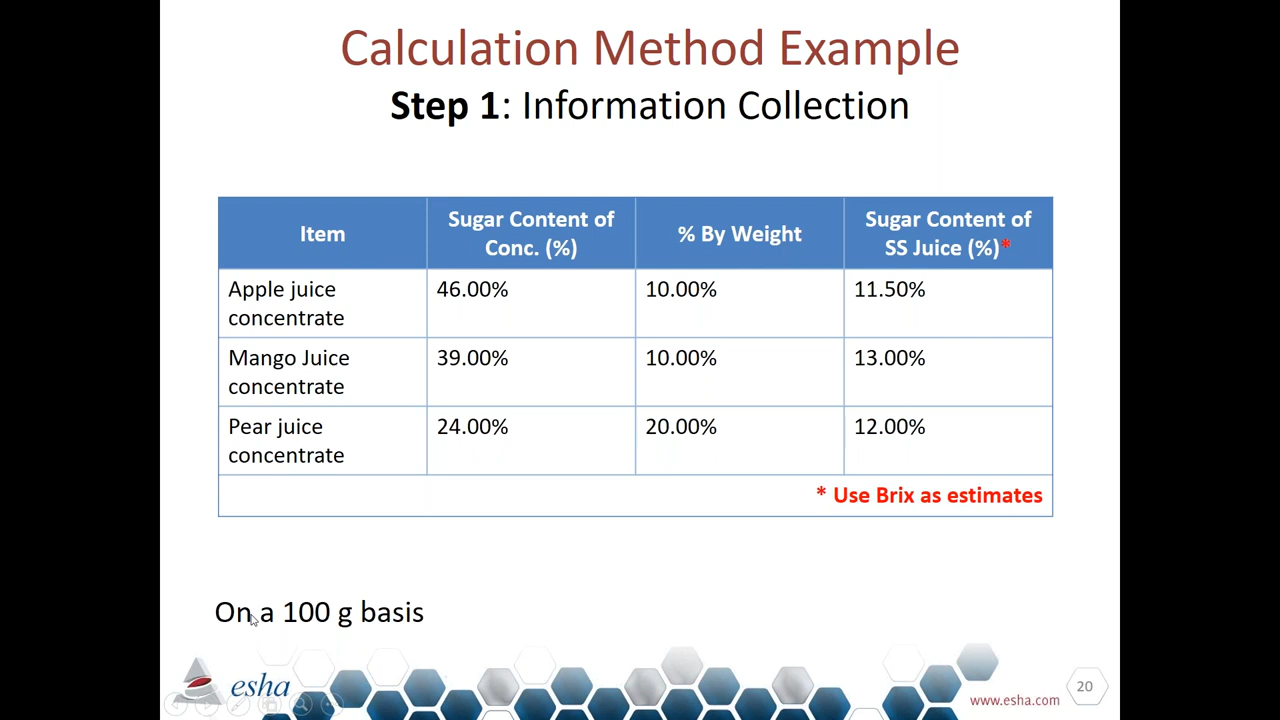 Calculation Method Example
Step 1: Information Collection
Item
Sugar Content of
Conc. (%)
% By Weight
Sugar Content of
SS Juice (%)*
Apple juice
concentrate
46.00%
10.00%
11.50%
Mango Juice
concentrate
39.00%
10.00%
13.00%
Pear juice
concentrate
24.00%
20.00%
12.00%
* Use Brix as estimates
On a 100 g basis
esha
www.esha.com
20